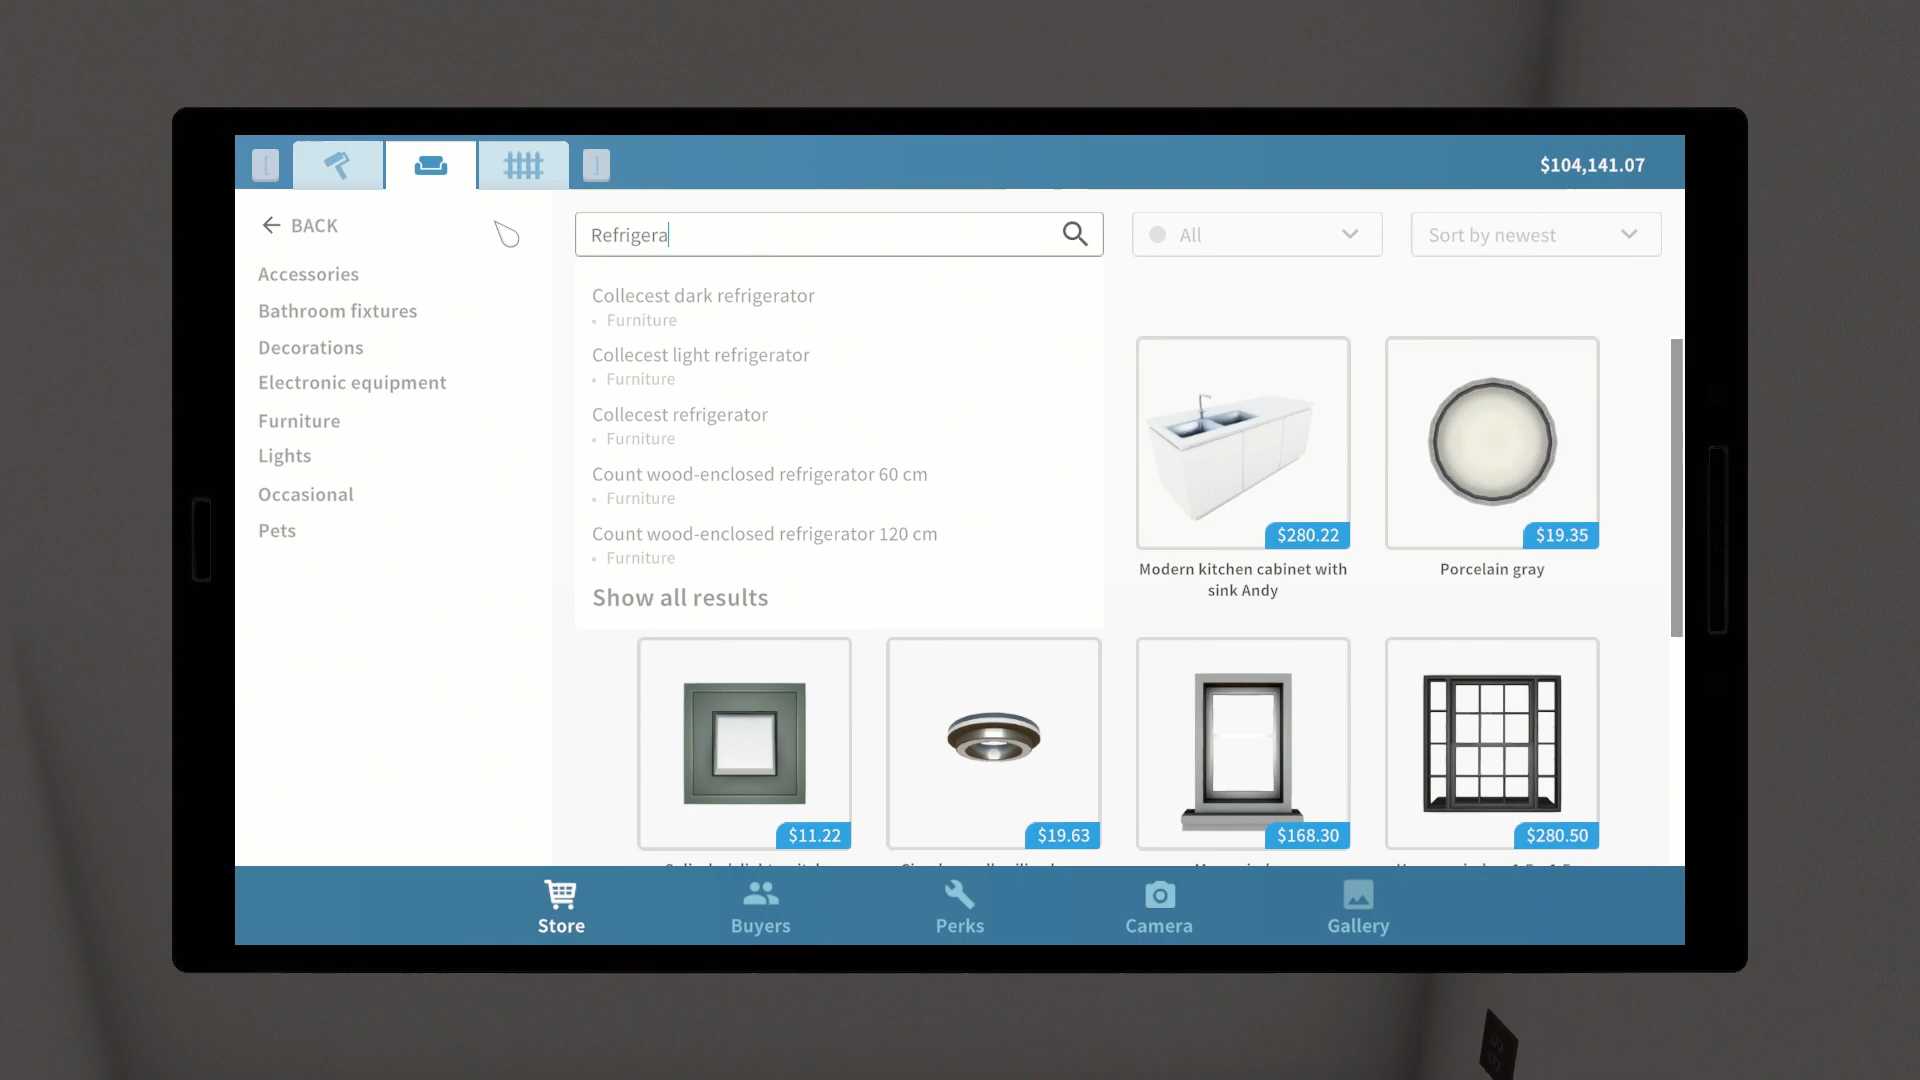 [
]
$104,141.07
BACK
Accessories
Bathroom fixtures
Decorations
Electronic equipment
Furniture
Lights
Occasional
Pets
Refrigera
All
Sort by newest
Collecest dark refrigerator
Furniture
Collecest light refrigerator
Furniture
Collecest refrigerator
Furniture
Count wood-enclosed refrigerator 60 cm
Furniture
Count wood-enclosed refrigerator 120 cm
Furniture
Show all results
$280.22
Modern kitchen cabinet with
sink Andy
$19.35
Porcelain gray
$11.22
$19.63
$168.30
$280.50
Store
Buyers
Perks
Camera
Gallery